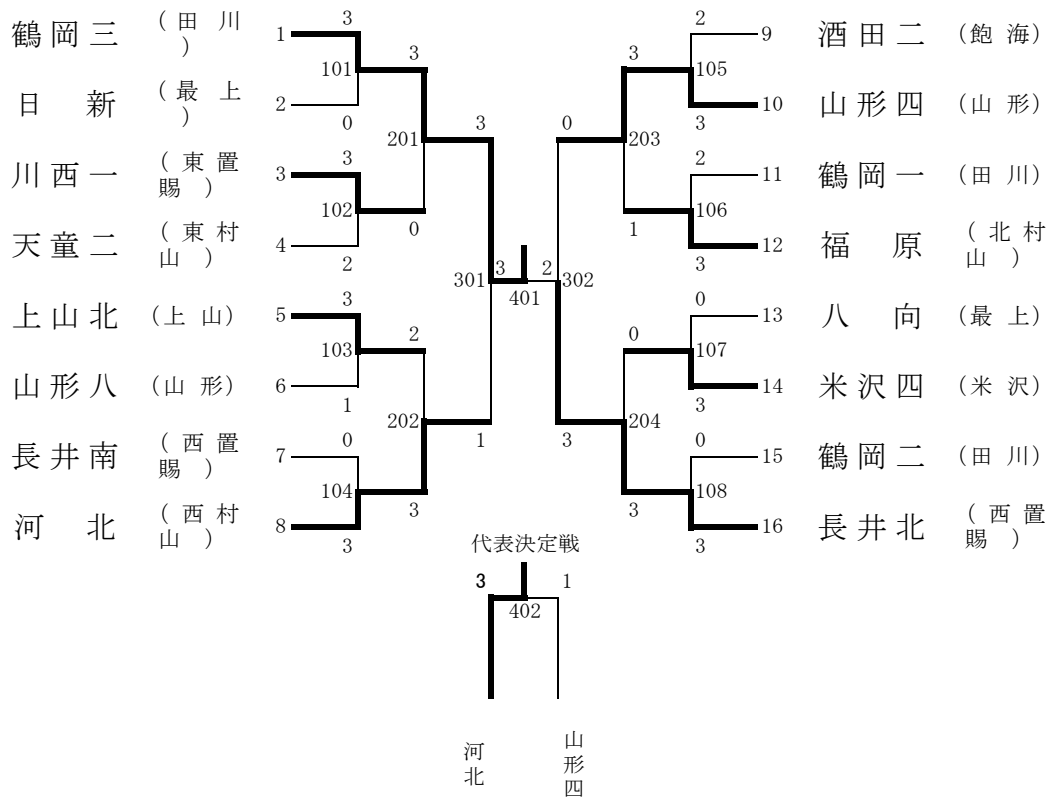 鶴岡三 (田川) 1
日新 (最上) 2
川西一 (東置賜) 3
天童二 (東村山) 4
上山北 (上山) 5
山形八 (山形) 6
長井南 (西置賜) 7
河北 (西村山) 8
3
101
0
3
102
2
3
103
1
0
104
3
3
201
0
2
202
3
3
301
1
3
401
2
0
302
3
3
203
1
0
204
3
2
105
3
2
106
3
0
107
3
0
108
3
9 酒田二 (飽海)
10 山形四 (山形)
11 鶴岡一 (田川)
12 福原 (北村山)
13 八向 (最上)
14 米沢四 (米沢)
15 鶴岡二 (田川)
16 長井北 (西置賜)
代表決定戦
3 1
402
河北
山形四